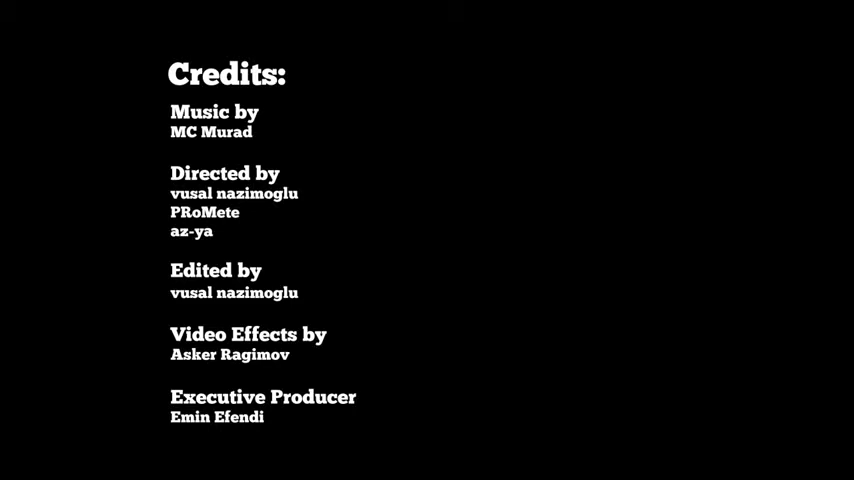 Credits:
Music by
MC Murad
Directed by
vusal nazimoglu
PRoMete
az-ya
Edited by
vusal nazimoglu
Video Effects by
Asker Ragimov
Executive Producer
Emin Efendi